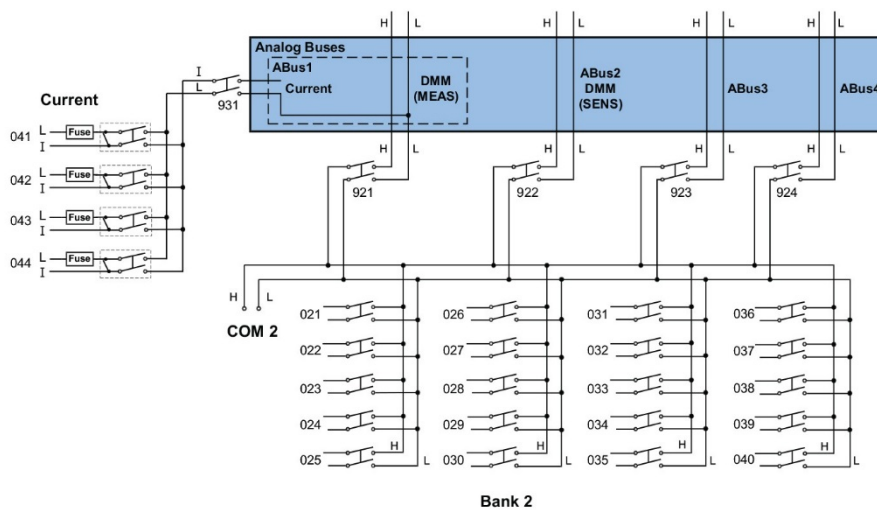 H L H L H L H L
Analog Buses
ABus1
I
Current
DMM
(MEAS)
ABus2
DMM
(SENS)
ABus3
ABus4
L
931
Current
041 L Fuse
I
042 L Fuse
I
043 L Fuse
I
044 L Fuse
I
H L H L H L H L
921 922 923 924
H L
COM 2
021 026 031 036
022 027 032 037
023 028 033 038
024 029 034 039
H H H H
025 L 030 L 035 L 040 L
Bank 2